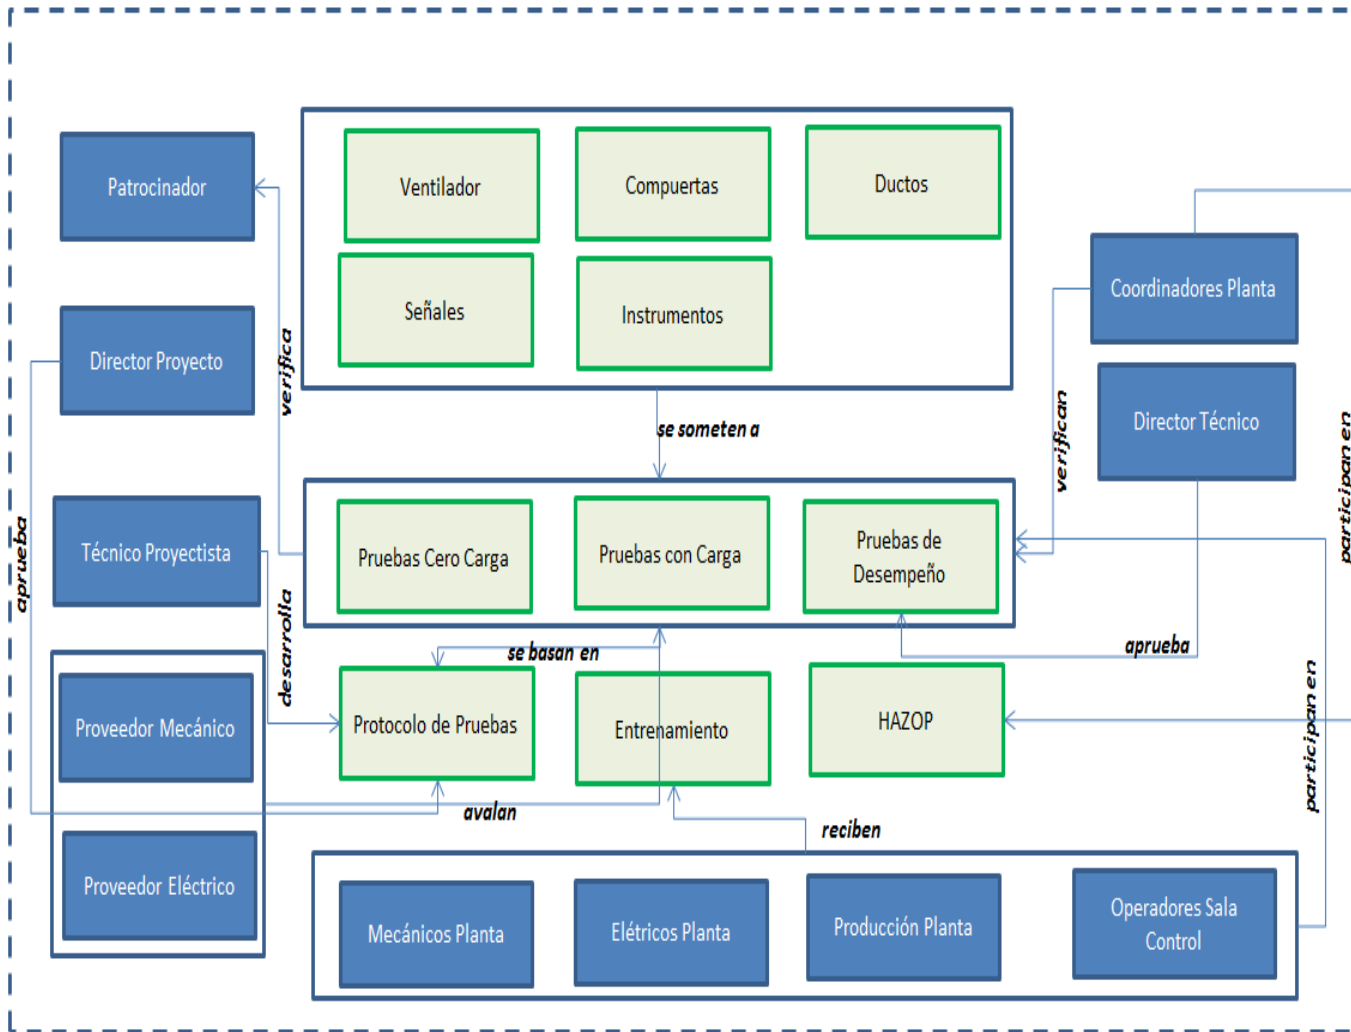 Patrocinador
Ventilador
Compuertas
Ductos
Señales
Instrumentos
Coordinadores Planta
Director Proyecto
verifica
Director Técnico
se someten a
verifican
participan en
Técnico Proyectista
aprueba
Pruebas Cero Carga
Pruebas con Carga
Pruebas de
Desempeño
desarrolla
se basan en
aprueba
Proveedor Mecánico
Protocolo de Pruebas
Entrenamiento
HAZOP
participan en
avalan
reciben
Proveedor Eléctrico
Mecánicos Planta
Elétricos Planta
Producción Planta
Operadores Sala
Control